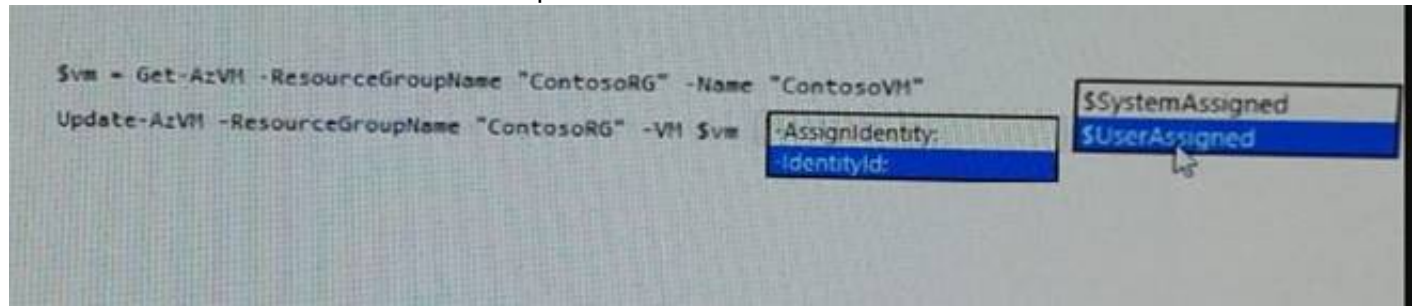 $vm = Get-AzVM -ResourceGroupName "ContosoRG" -Name "ContosoVM"
Update-AzVM -ResourceGroupName "ContosoRG" -VM $vm
-AssignIdentity:
-IdentityId:
$SystemAssigned
$UserAssigned